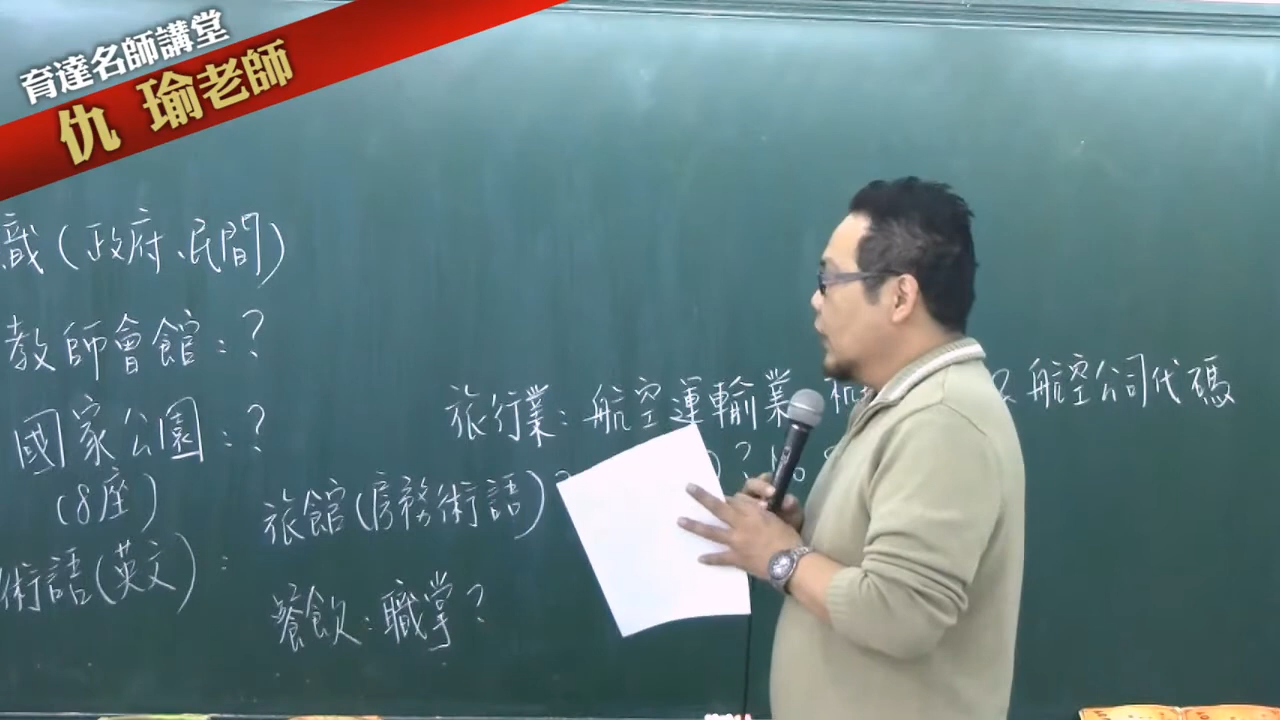 育達名師講堂
仇 瑜老師
識(政府、民間)
教師會館:?
國家公園:?
(8座)
術語(英文):
旅行業:航空運輸業、航空公司代碼
旅館(房務術語)?
餐飲:職掌?